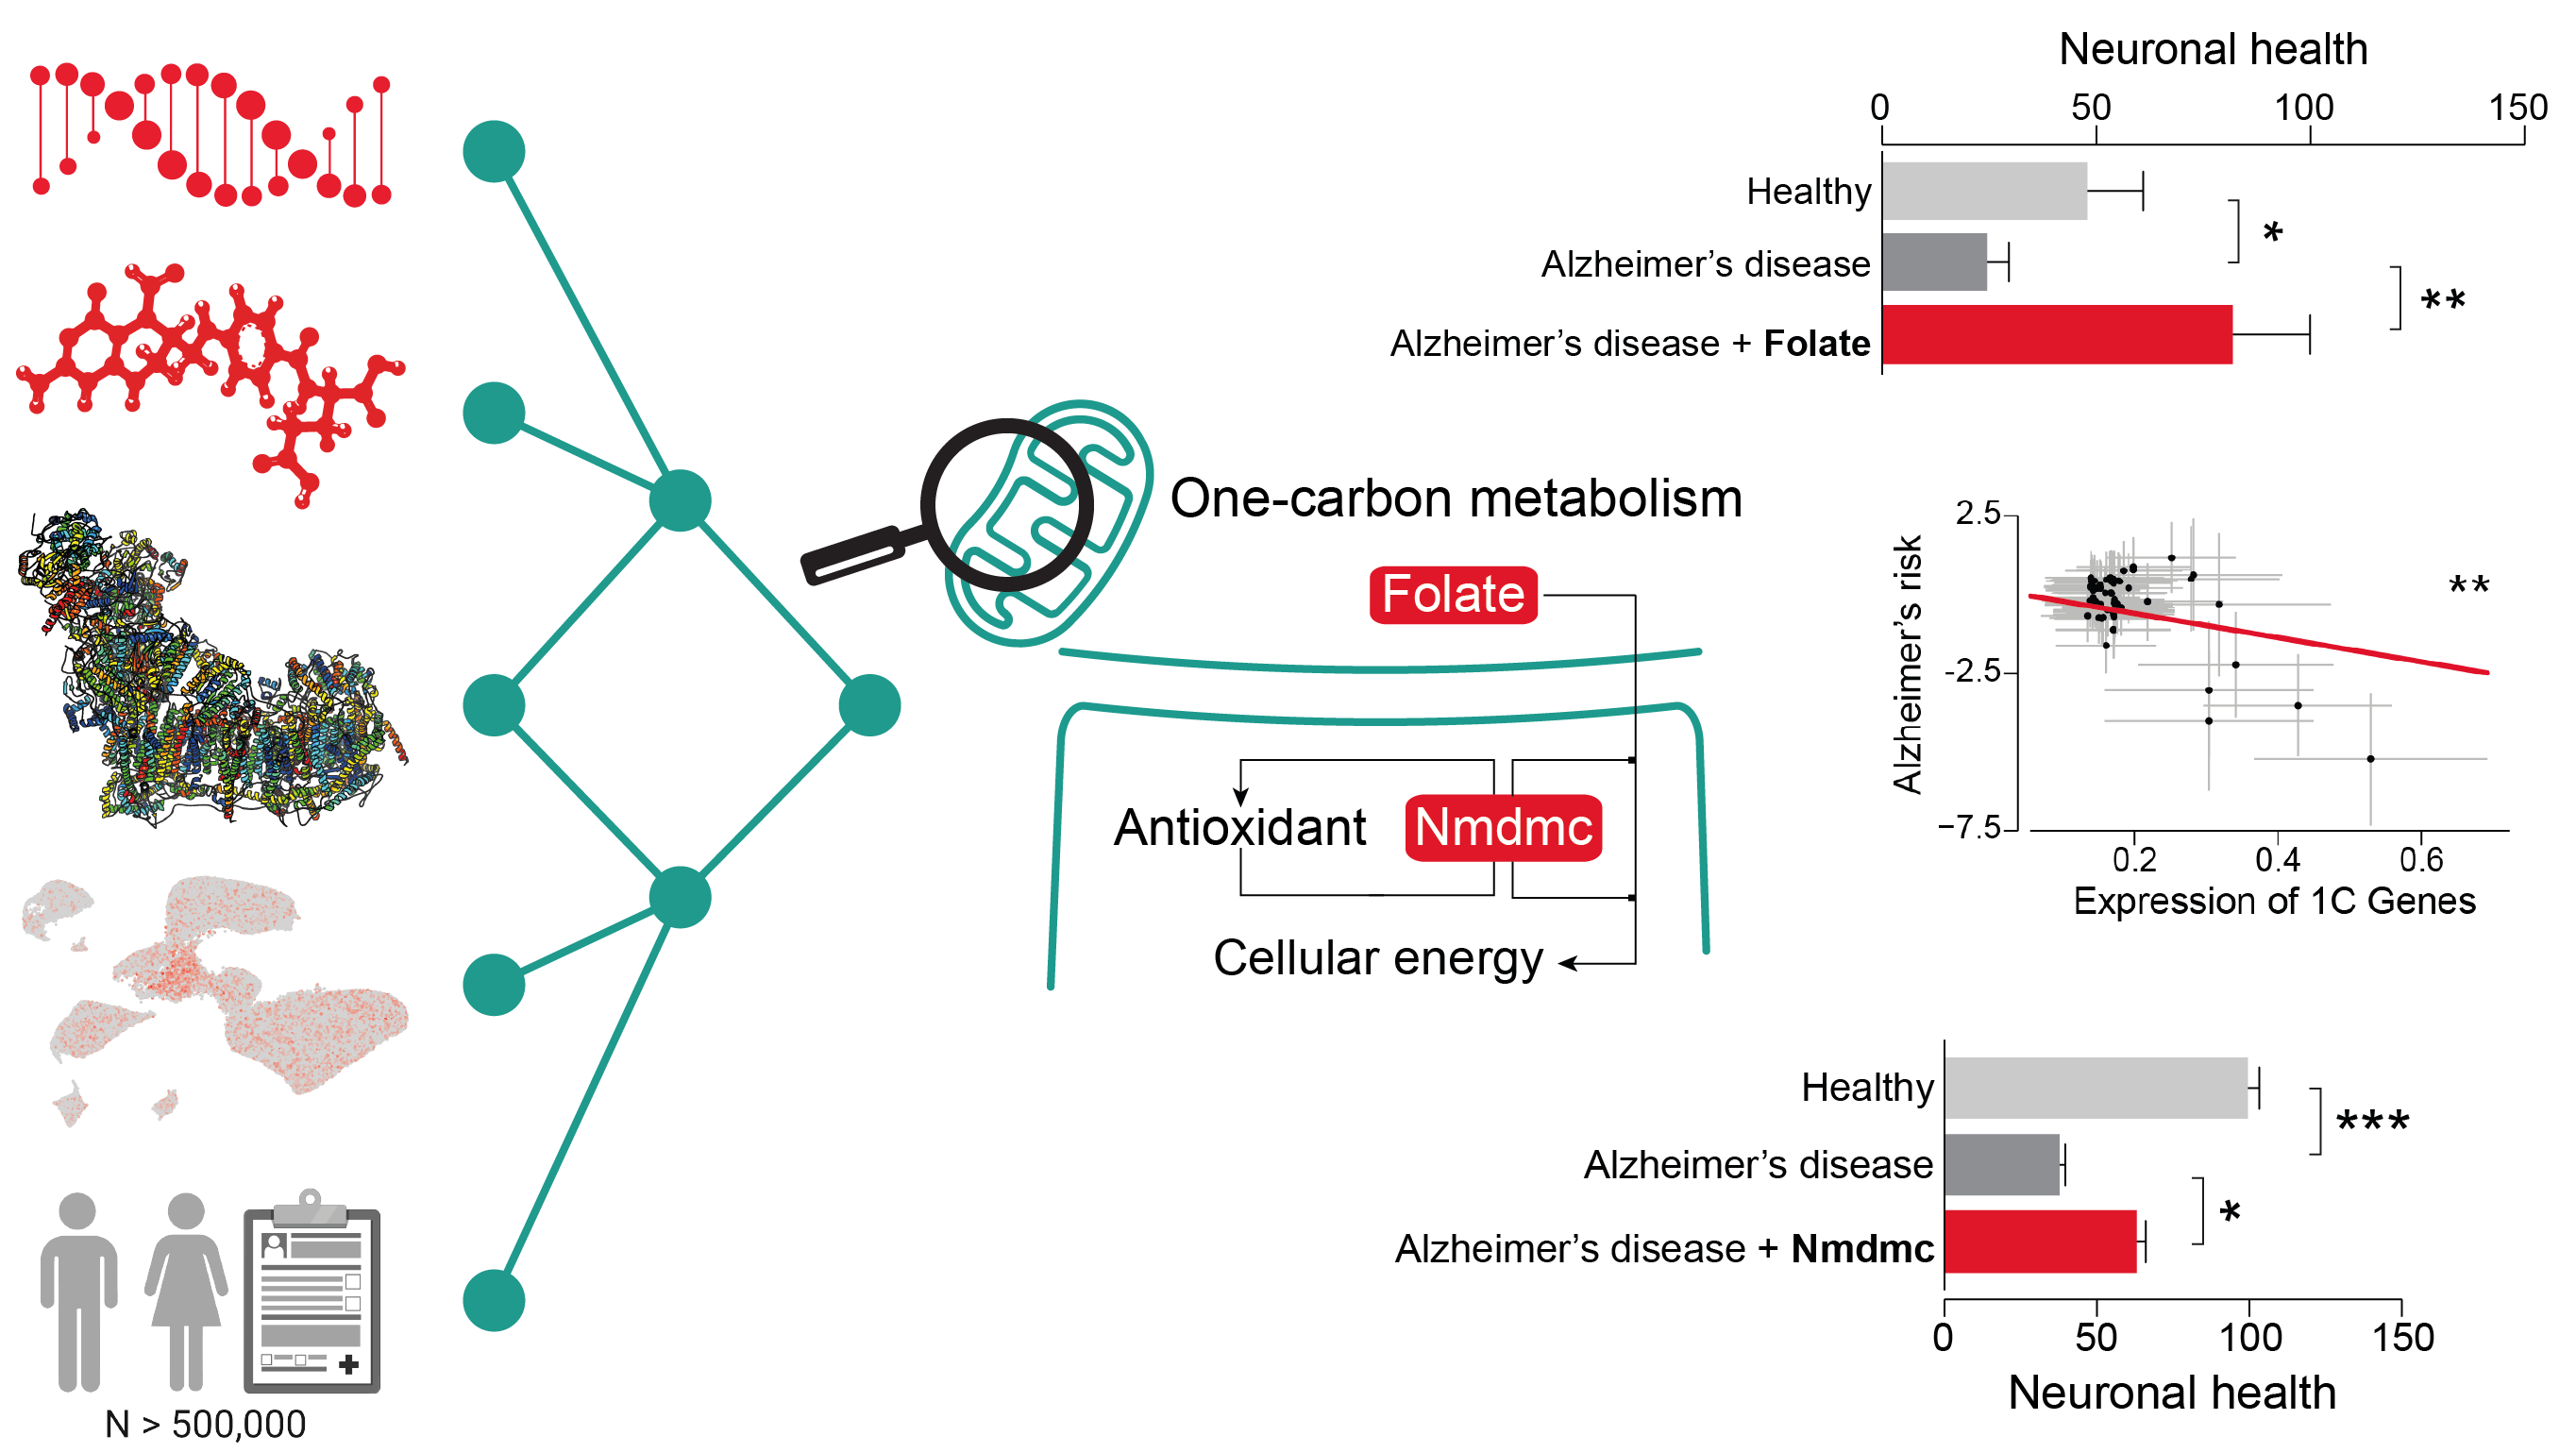 Neuronal health
0 50 100 150
Healthy
*
Alzheimer’s disease
**
Alzheimer’s disease + Folate
One-carbon metabolism
Folate
Antioxidant
Nmdmc
Cellular energy
2.5
-2.5
−7.5
Alzheimer’s risk
**
0.2 0.4 0.6
Expression of 1C Genes
Healthy
***
Alzheimer’s disease
*
Alzheimer’s disease + Nmdmc
0 50 100 150
Neuronal health
N > 500,000